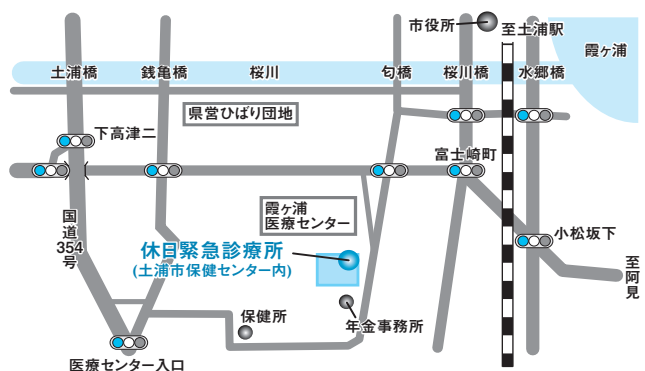 市役所
至土浦駅
霞ヶ浦
土浦橋
銭亀橋
桜川
匂橋
桜川橋
水郷橋
県営ひばり団地
下高津二
富士崎町
霞ヶ浦
医療センター
国道354号
小松坂下
休日緊急診療所
(土浦市保健センター内)
至阿見
保健所
年金事務所
医療センター入口